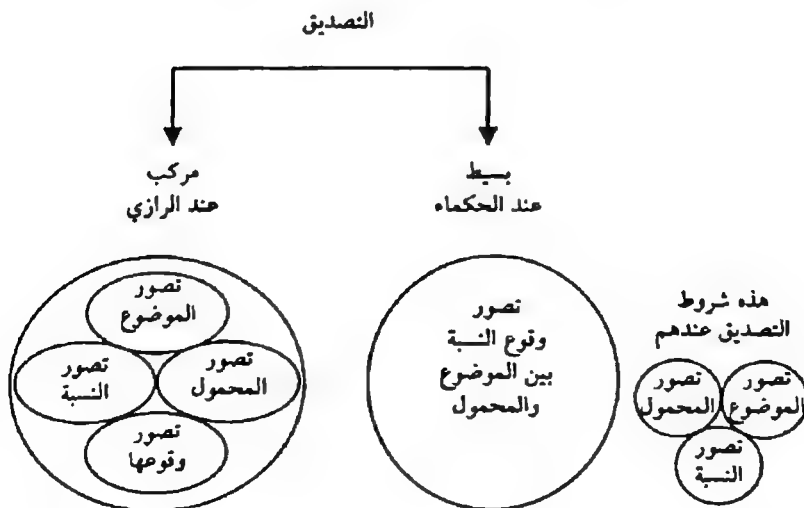 التصديق
بسيط
عند الحكماء
مركب
عند الرازي
هذه شروط
التصديق عندهم
تصور
الموضوع
تصور
المحمول
تصور
النسبة
تصور
وقوع النسبة
بين الموضوع
والمحمول
تصور
الموضوع
تصور
المحمول
تصور
النسبة
تصور
وقوعها